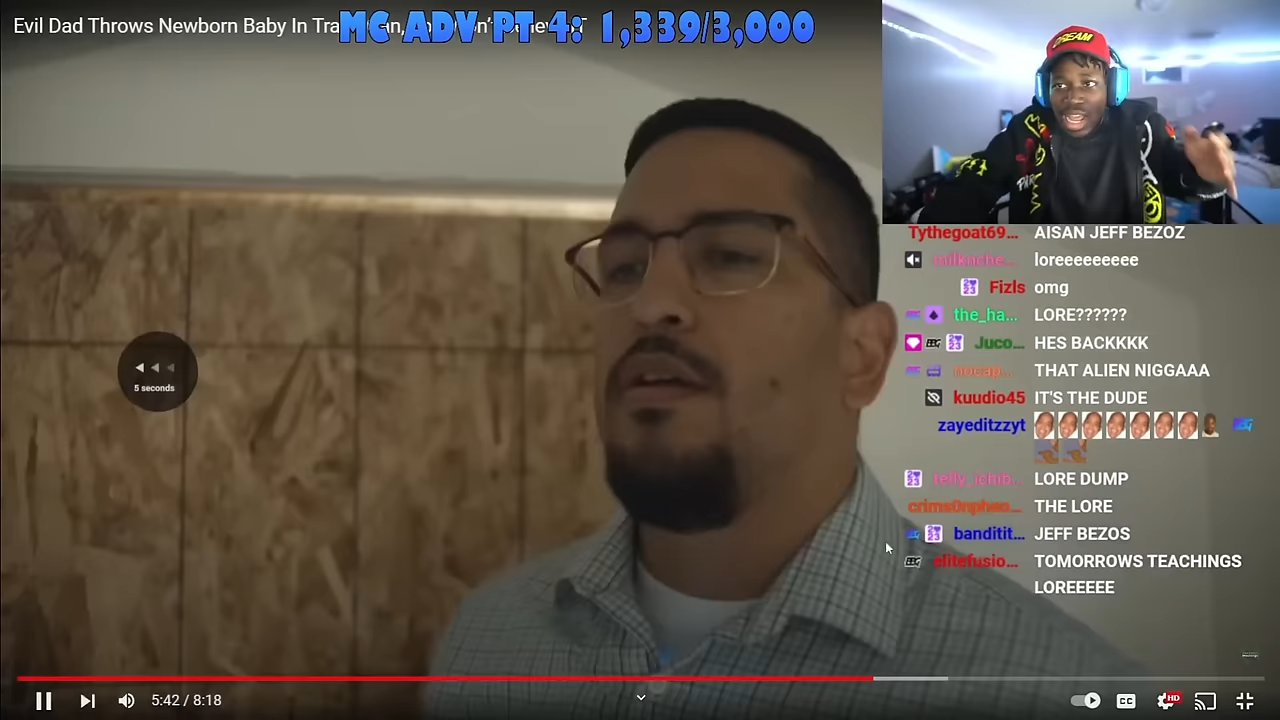 Evil Dad Throws Newborn Baby In
MC ADV PT 4: 1,339/3,000
DREAM
Tythegoat69… AISAN JEFF BEZOZ
loreeeeeeeee
Fizls omg
the_ha… LORE??????
Juco… HES BACKKKK
nocap… THAT ALIEN NIGGAAA
kuudio45 IT'S THE DUDE
zayeditzzyt
LORE DUMP
THE LORE
banditit… JEFF BEZOS
elitefusio… TOMORROWS TEACHINGS
LOREEEEE
5 seconds
5:42 / 8:18
CC
HD